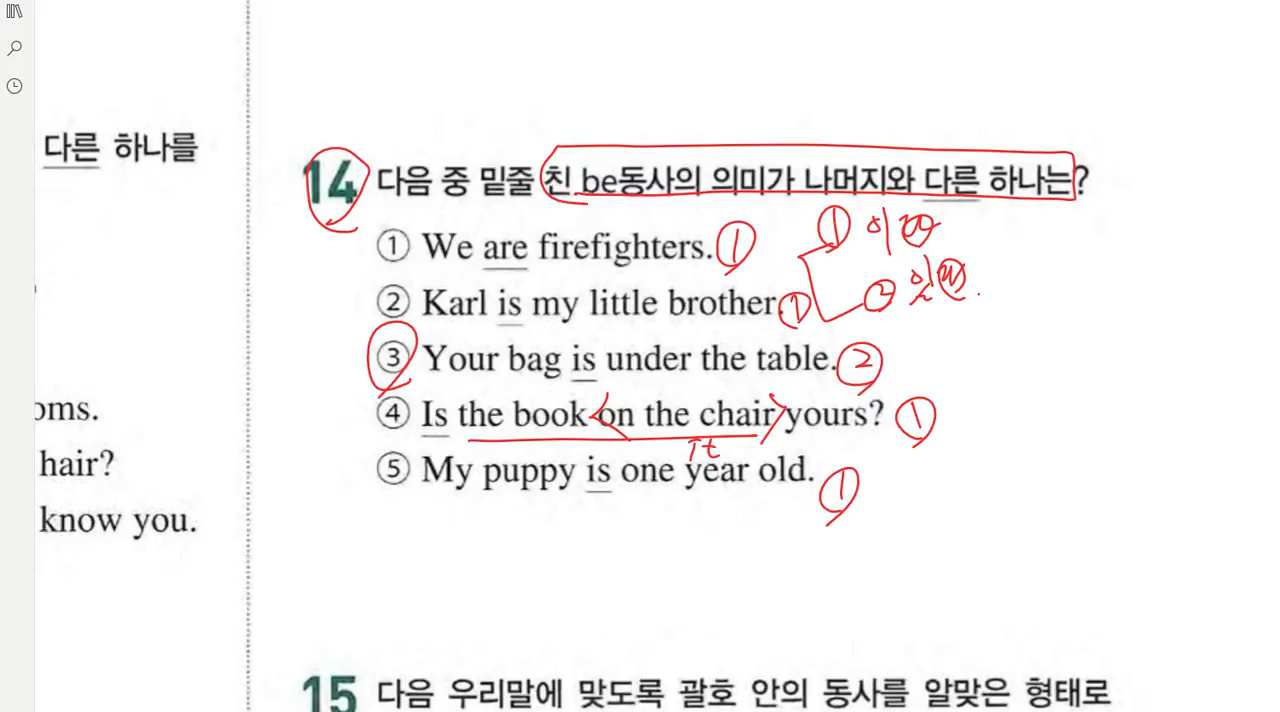 다른 하나를
oms.
hair?
know you.
14 다음 중 밑줄 친 be동사의 의미가 나머지와 다른 하나는?
① We are firefighters. ①
② Karl is my little brother. ①
③ Your bag is under the table. ②
④ Is the book on the chair yours? ①
It
⑤ My puppy is one year old. ①
①
②
15 다음 우리말에 맞도록 괄호 안의 동사를 알맞은 형태로